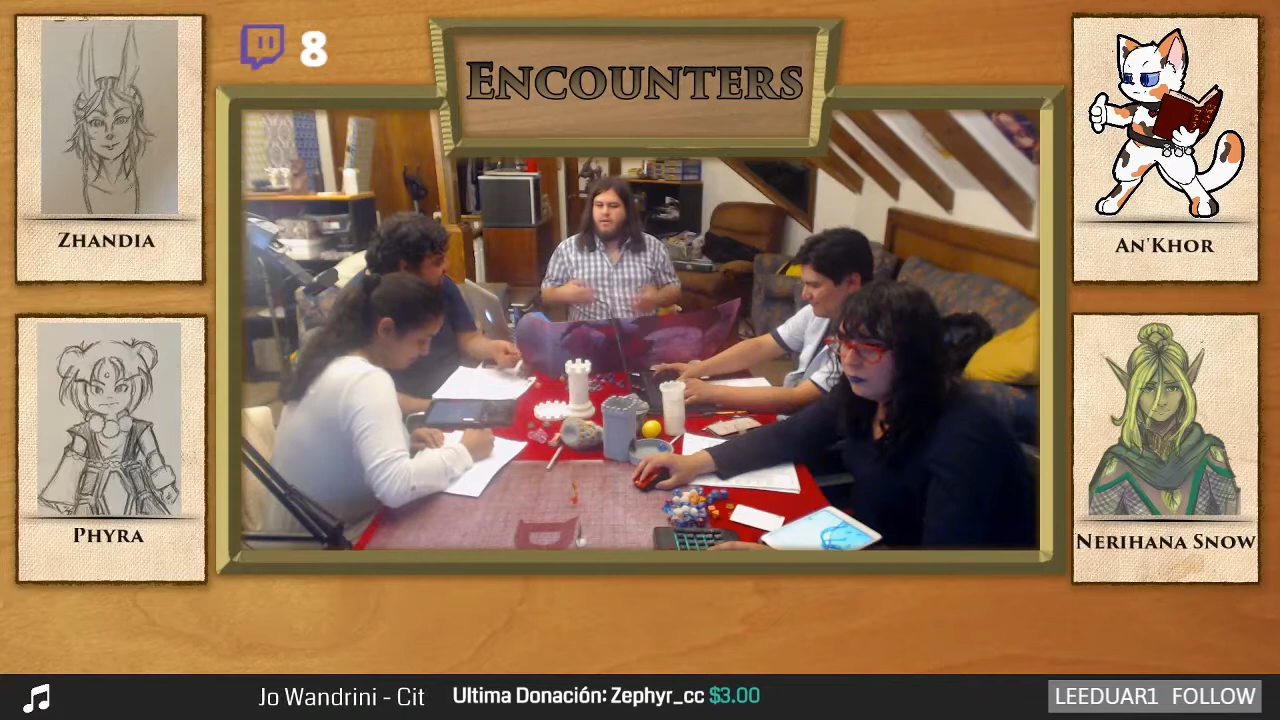 8
ENCOUNTERS
ZHANDIA
AN'KHOR
PHYRA
NERIHANA SNOW
Jo Wandrini - Cit
Ultima Donación: Zephyr_cc $3.00
LEEDUAR1 FOLLOW